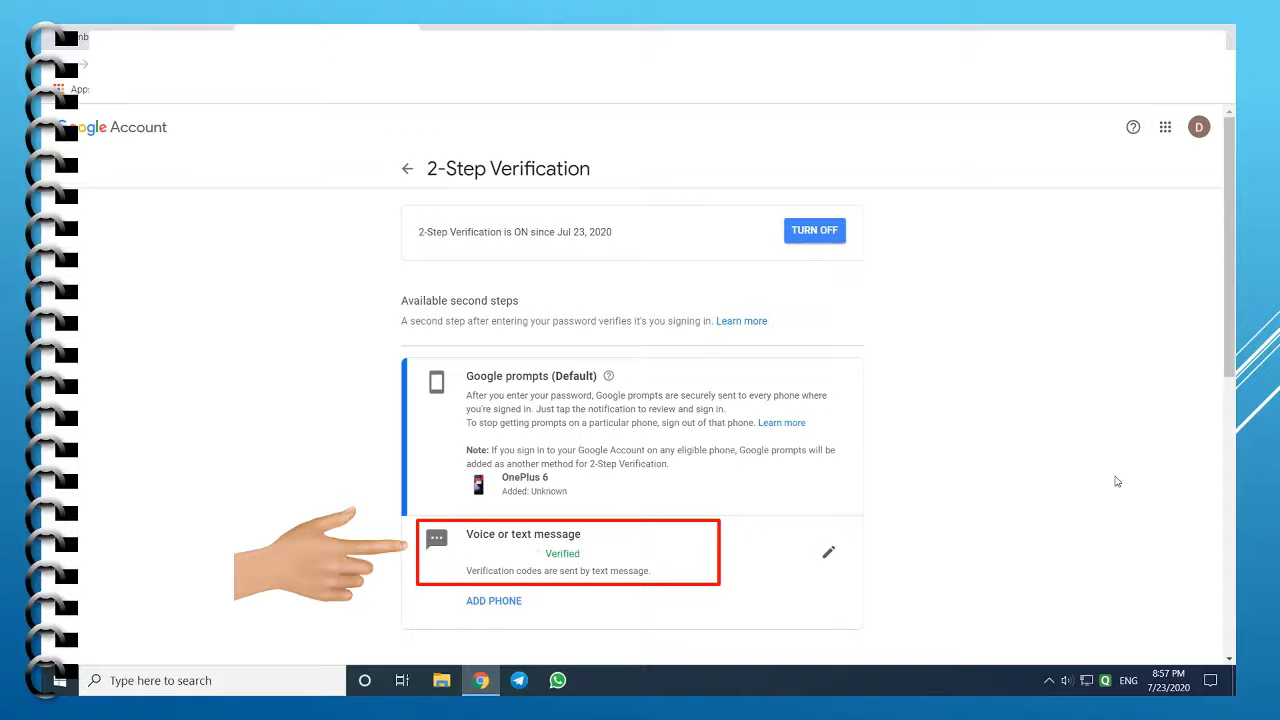 Apps
Google Account
D
2-Step Verification
2-Step Verification is ON since Jul 23, 2020
TURN OFF
Available second steps
A second step after entering your password verifies it's you signing in. Learn more
Google prompts (Default)
After you enter your password, Google prompts are securely sent to every phone where
you're signed in. Just tap the notification to review and sign in.
To stop getting prompts on a particular phone, sign out of that phone. Learn more
Note: If you sign in to your Google Account on any eligible phone, Google prompts will be
added as another method for 2-Step Verification.
OnePlus 6
Added: Unknown
Voice or text message
Verified
Verification codes are sent by text message.
ADD PHONE
Type here to search
ENG
8:57 PM
7/23/2020